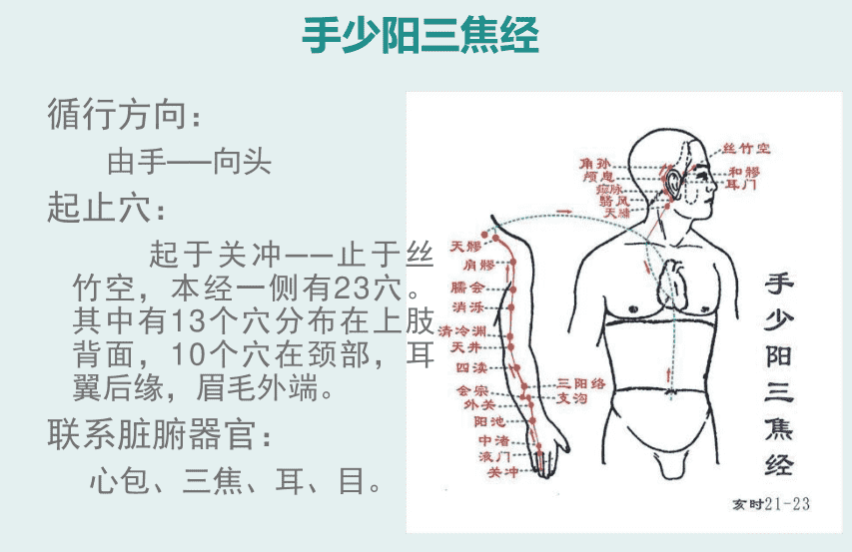 手少阳三焦经
循行方向：
由手──向头
起止穴：
起于关冲──止于丝
竹空，本经一侧有23穴。
其中有13个穴分布在上肢
背面，10个穴在颈部，耳
翼后缘，眉毛外端。
联系脏腑器官：
心包、三焦、耳、目。
丝竹空
角孙
和髎
颅息
耳门
瘛脉
翳风
天牖
天髎
肩髎
臑会
消泺
清冷渊
天井
四渎
三阳络
会宗
支沟
外关
阳池
中渚
液门
关冲
手少阳三焦经
亥时21-23